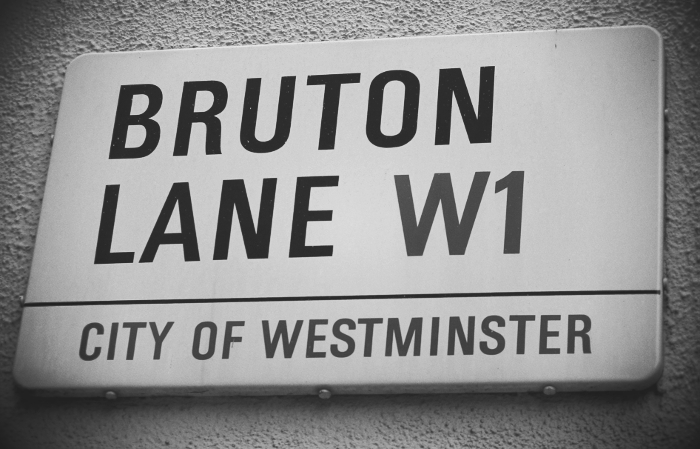 BRUTON
LANE W1
CITY OF WESTMINSTER